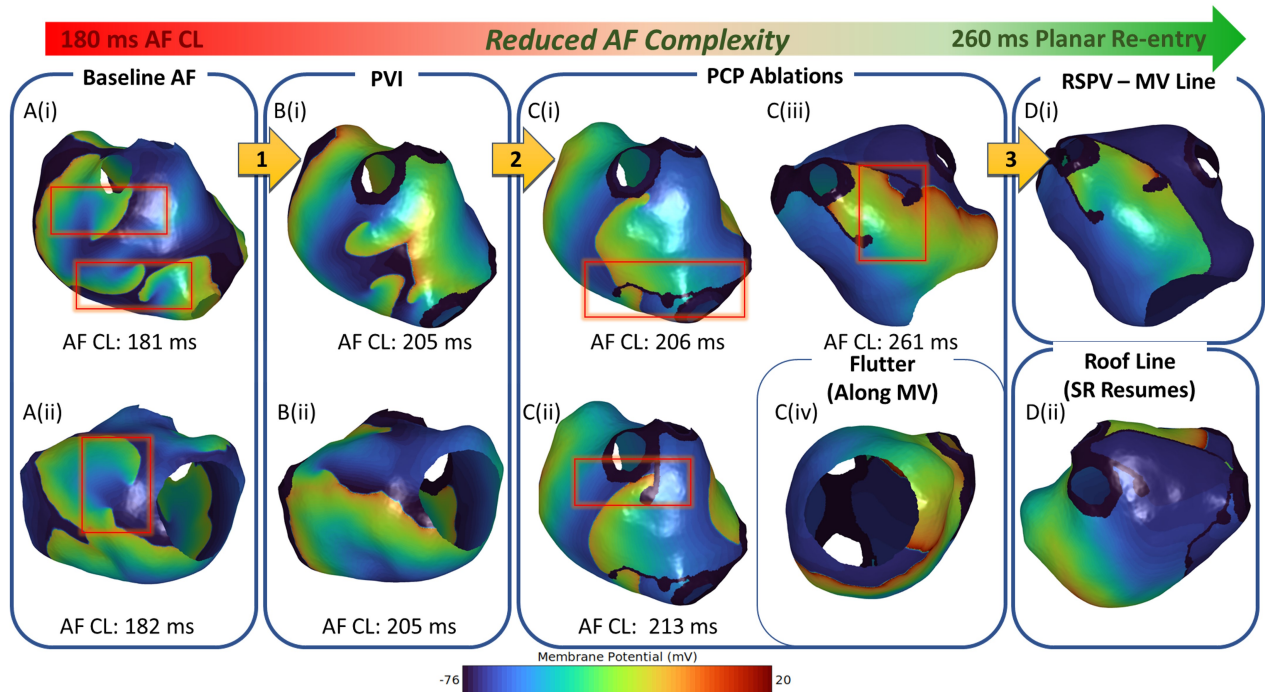 180 ms AF CL
Reduced AF Complexity
260 ms Planar Re-entry
Baseline AF
PVI
PCP Ablations
RSPV – MV Line
A(i)
B(i)
C(i)
C(iii)
D(i)
1
2
3
AF CL: 181 ms
AF CL: 205 ms
AF CL: 206 ms
AF CL: 261 ms
Flutter
(Along MV)
Roof Line
(SR Resumes)
A(ii)
B(ii)
C(ii)
C(iv)
D(ii)
AF CL: 182 ms
AF CL: 205 ms
AF CL: 213 ms
Membrane Potential (mV)
-76
20